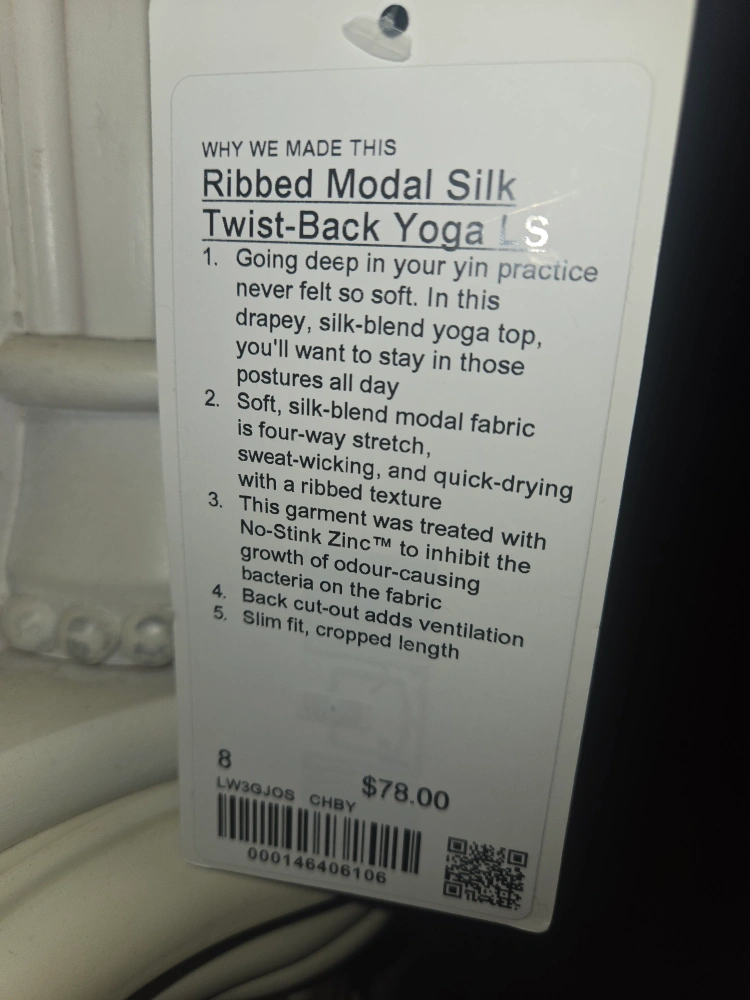 WHY WE MADE THIS
Ribbed Modal Silk
Twist-Back Yoga LS
1. Going deep in your yin practice
never felt so soft. In this
drapey, silk-blend yoga top,
you'll want to stay in those
postures all day
2. Soft, silk-blend modal fabric
is four-way stretch,
sweat-wicking, and quick-drying
with a ribbed texture
3. This garment was treated with
No-Stink Zinc™ to inhibit the
growth of odour-causing
bacteria on the fabric
4. Back cut-out adds ventilation
5. Slim fit, cropped length
8
$78.00
LW3GJOS CHBY
000146406106